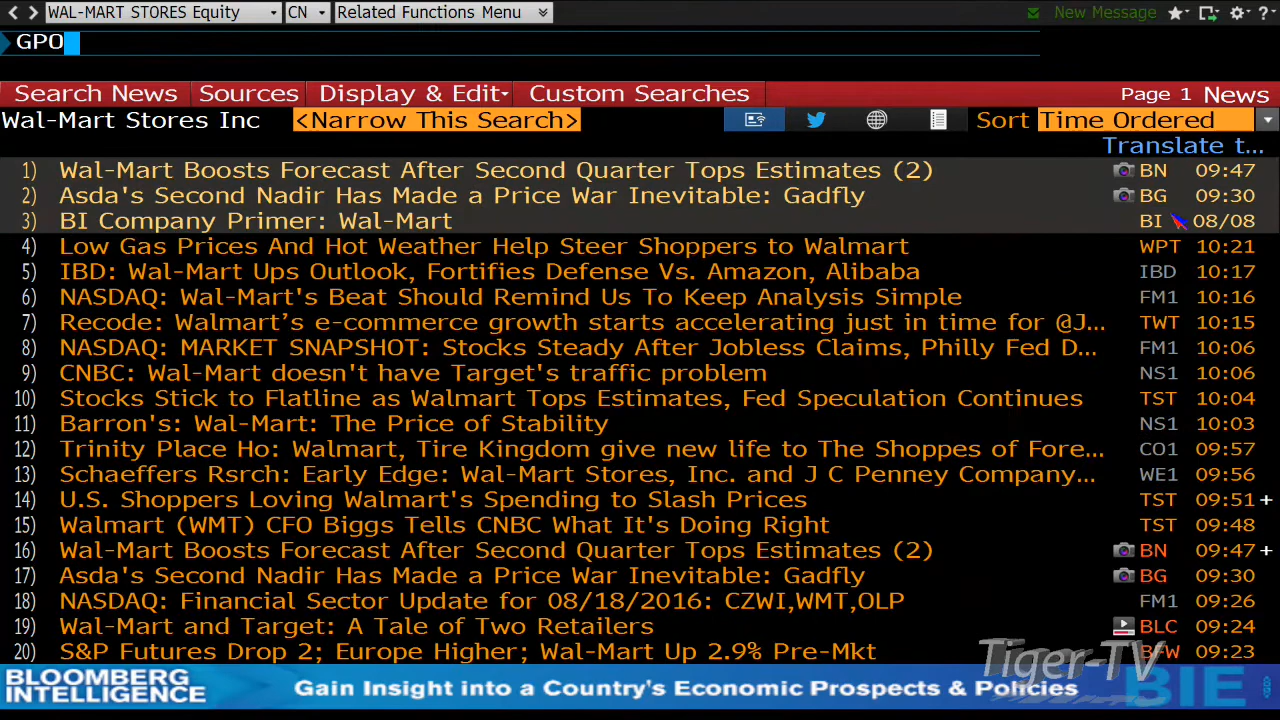 WAL-MART STORES Equity CN Related Functions Menu New Message
GPO
Search News Sources Display & Edit Custom Searches Page 1 News
Wal-Mart Stores Inc <Narrow This Search> Sort Time Ordered
Translate t...
1) Wal-Mart Boosts Forecast After Second Quarter Tops Estimates (2) BN 09:47
2) Asda's Second Nadir Has Made a Price War Inevitable: Gadfly BG 09:30
3) BI Company Primer: Wal-Mart BI 08/08
4) Low Gas Prices And Hot Weather Help Steer Shoppers to Walmart WPT 10:21
5) IBD: Wal-Mart Ups Outlook, Fortifies Defense Vs. Amazon, Alibaba IBD 10:17
6) NASDAQ: Wal-Mart's Beat Should Remind Us To Keep Analysis Simple FM1 10:16
7) Recode: Walmart’s e-commerce growth starts accelerating just in time for @J... TWT 10:15
8) NASDAQ: MARKET SNAPSHOT: Stocks Steady After Jobless Claims, Philly Fed D... FM1 10:06
9) CNBC: Wal-Mart doesn't have Target's traffic problem NS1 10:06
10) Stocks Stick to Flatline as Walmart Tops Estimates, Fed Speculation Continues TST 10:04
11) Barron's: Wal-Mart: The Price of Stability NS1 10:03
12) Trinity Place Ho: Walmart, Tire Kingdom give new life to The Shoppes of Fore... CO1 09:57
13) Schaeffers Rsrch: Early Edge: Wal-Mart Stores, Inc. and J C Penney Company... WE1 09:56
14) U.S. Shoppers Loving Walmart's Spending to Slash Prices TST 09:51+
15) Walmart (WMT) CFO Biggs Tells CNBC What It's Doing Right TST 09:48
16) Wal-Mart Boosts Forecast After Second Quarter Tops Estimates (2) BN 09:47+
17) Asda's Second Nadir Has Made a Price War Inevitable: Gadfly BG 09:30
18) NASDAQ: Financial Sector Update for 08/18/2016: CZWI,WMT,OLP FM1 09:26
19) Wal-Mart and Target: A Tale of Two Retailers BLC 09:24
20) S&P Futures Drop 2; Europe Higher; Wal-Mart Up 2.9% Pre-Mkt BFW 09:23
Tiger-TV
BLOOMBERG
INTELLIGENCE
Gain Insight into a Country's Economic Prospects & Policies
BIE